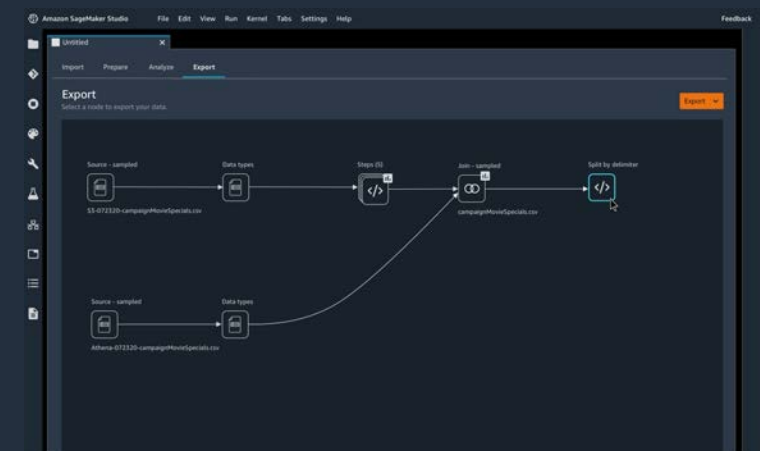 Amazon SageMaker Studio File Edit View Run Kernel Tabs Settings Help Feedback
Untitled
Import Prepare Analyze Export
Export
Select a node to export your data.
Export
Source - sampled Data types Steps (5) Join - sampled Split by delimiter
S3-072320-campaignMovieSpecials.csv
campaignMovieSpecials.csv
Source - sampled Data types
Athena-072320-campaignMovieSpecials.csv